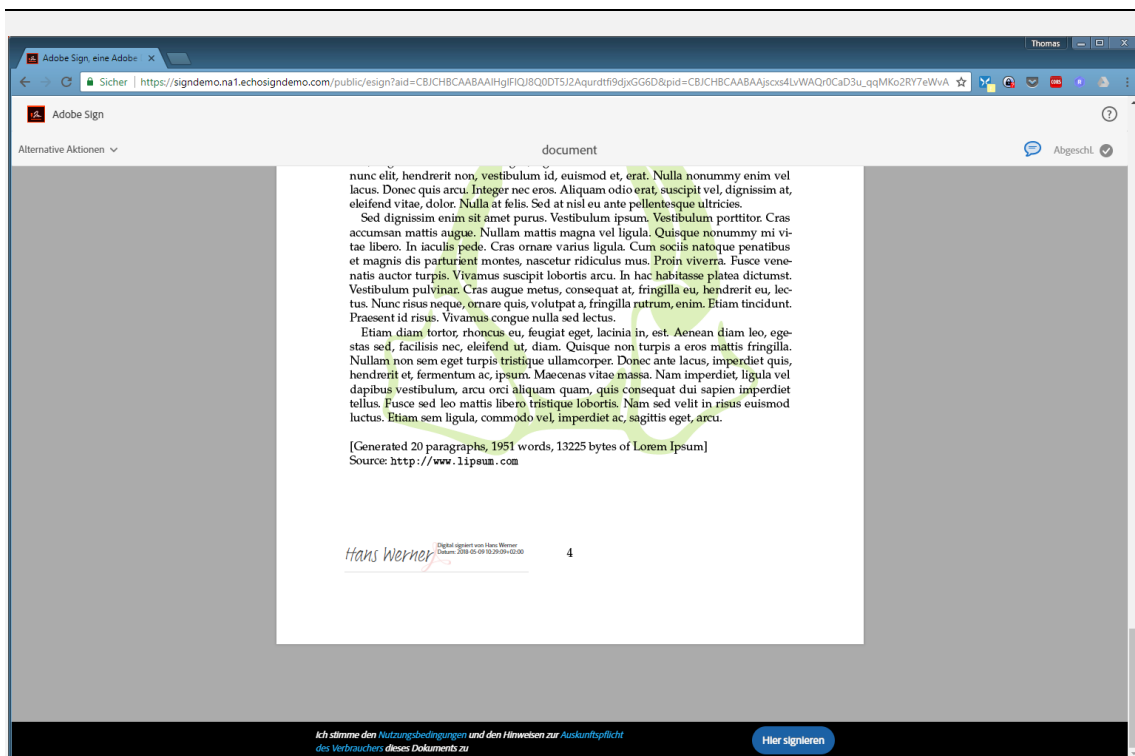 Thomas
Adobe Sign, eine Adobe
Sicher | https://signdemo.na1.echosigndemo.com/public/esign?aid=
Adobe Sign
Alternative Aktionen
document
Abgeschl.
nunc elit, hendrerit non, vestibulum id, euismod et, erat. Nulla nonummy enim vel
lacus. Donec quis arcu. Integer nec eros. Aliquam odio erat, suscipit vel, dignissim at,
eleifend vitae, dolor. Nulla at felis. Sed at nisl eu ante pellentesque ultricies.
Sed dignissim enim sit amet purus. Vestibulum ipsum. Vestibulum porttitor. Cras
accumsan mattis augue. Nullam mattis magna vel ligula. Quisque nonummy mi vi-
tae libero. In iaculis pede. Cras ornare varius ligula. Cum sociis natoque penatibus
et magnis dis parturient montes, nascetur ridiculus mus. Proin viverra. Fusce vene-
natis auctor turpis. Vivamus suscipit lobortis arcu. In hac habitasse platea dictumst.
Vestibulum pulvinar. Cras augue metus, consequat at, fringilla eu, hendrerit eu, lec-
tus. Nunc risus neque, ornare quis, volutpat a, fringilla rutrum, enim. Etiam tincidunt.
Praesent id risus. Vivamus congue nulla sed lectus.
Etiam diam tortor, rhoncus eu, feugiat eget, lacinia in, est. Aenean diam leo, ege-
stas sed, facilisis nec, eleifend ut, diam. Quisque non turpis a eros mattis fringilla.
Nullam non sem eget turpis tristique ullamcorper. Donec ante lacus, imperdiet quis,
hendrerit et, fermentum ac, ipsum. Maecenas vitae massa. Nam imperdiet, ligula vel
dapibus vestibulum, arcu orci aliquam quam, quis consequat dui sapien imperdiet
tellus. Fusce sed leo mattis libero tristique lobortis. Nam sed velit in risus euismod
luctus. Etiam sem ligula, commodo vel, imperdiet ac, sagittis eget, arcu.
[Generated 20 paragraphs, 1951 words, 13225 bytes of Lorem Ipsum]
Source: http://www.lipsum.com
Hans Werner
Digital signiert von Hans Werner
Datum: 2018-05-09 10:29:09+02:00
4
Ich stimme den Nutzungsbedingungen und den Hinweisen zur Auskunftspflicht
des Verbrauchers dieses Dokuments zu
Hier signieren